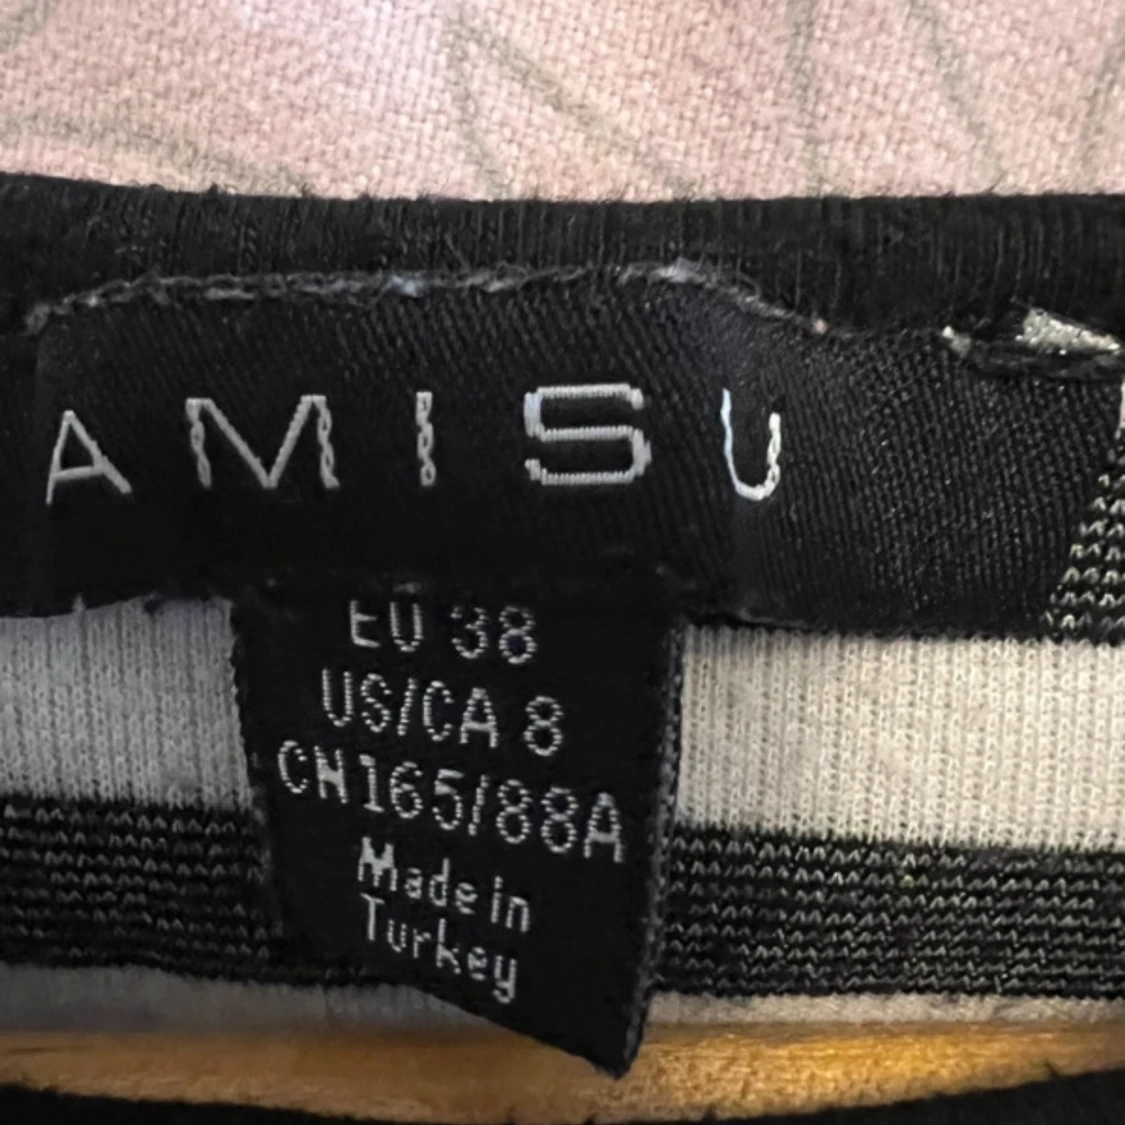 AMISU
EU 38
US/CA 8
CN165/88A
Made in
Turkey